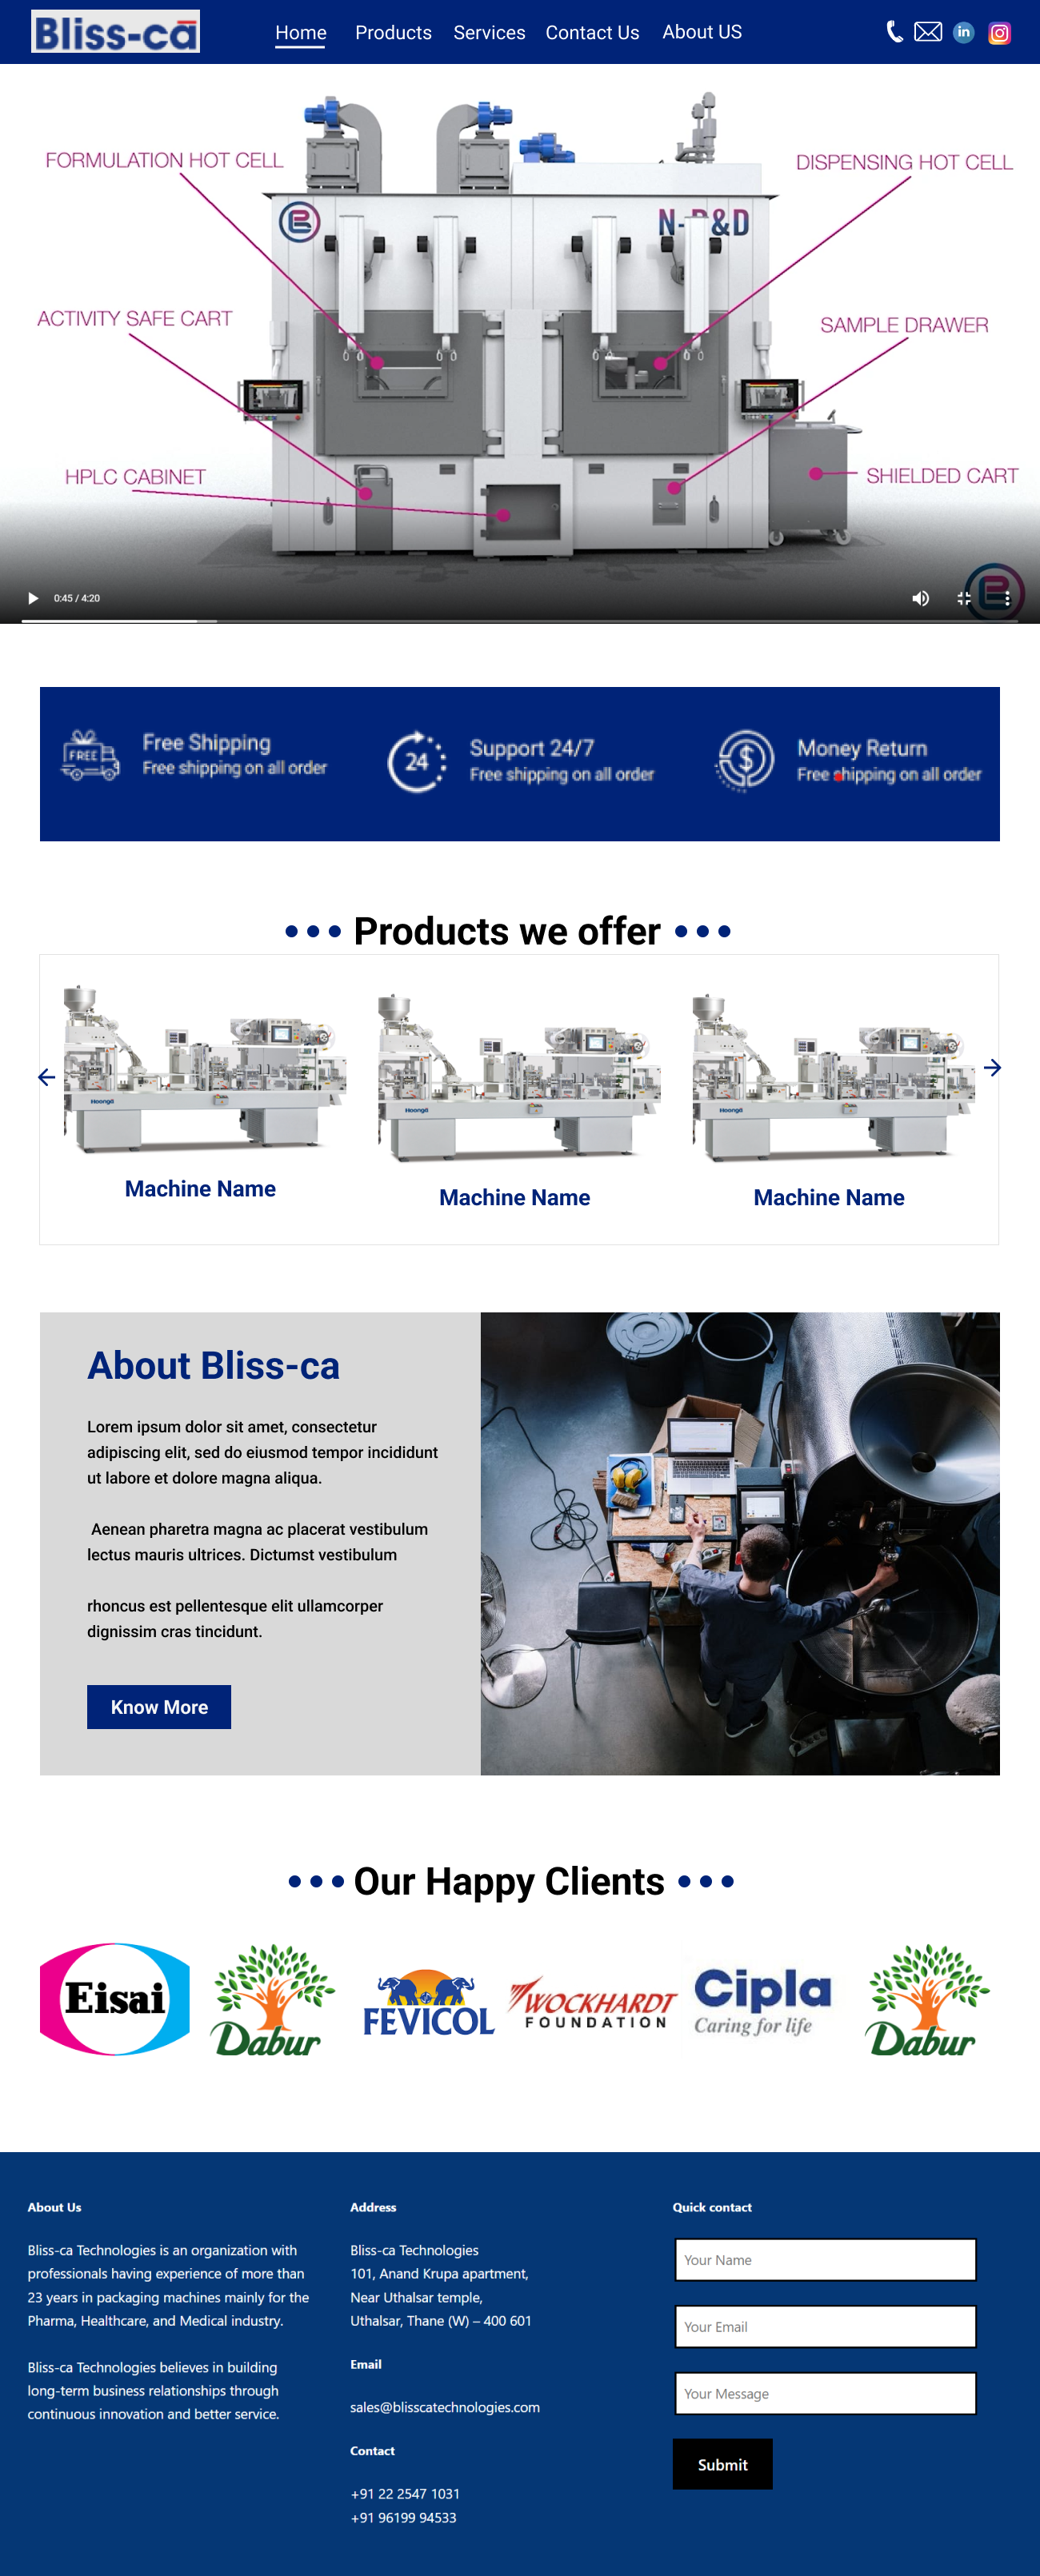 Bliss-ca
Home Products Services Contact Us About US
in
FORMULATION HOT CELL
DISPENSING HOT CELL
N-R&D
ACTIVITY SAFE CART
SAMPLE DRAWER
HPLC CABINET
SHIELDED CART
0:45 / 4:20
FREE
Free Shipping
Free shipping on all order
24
Support 24/7
Free shipping on all order
$
Money Return
Free shipping on all order
Products we offer
Hoonga
Hoonga
Hoonga
Machine Name
Machine Name
Machine Name
About Bliss-ca
Lorem ipsum dolor sit amet, consectetur
adipiscing elit, sed do eiusmod tempor incididunt
ut labore et dolore magna aliqua.
Aenean pharetra magna ac placerat vestibulum
lectus mauris ultrices. Dictumst vestibulum
rhoncus est pellentesque elit ullamcorper
dignissim cras tincidunt.
Know More
Our Happy Clients
Eisai
Dabur
FEVICOL
WOCKHARDT
FOUNDATION
Cipla
Caring for life
Dabur
About Us
Bliss-ca Technologies is an organization with
professionals having experience of more than
23 years in packaging machines mainly for the
Pharma, Healthcare, and Medical industry.
Bliss-ca Technologies believes in building
long-term business relationships through
continuous innovation and better service.
Address
Bliss-ca Technologies
101, Anand Krupa apartment,
Near Uthalsar temple,
Uthalsar, Thane (W) – 400 601
Email
sales@blisscatechnologies.com
Contact
+91 22 2547 1031
+91 96199 94533
Quick contact
Your Name
Your Email
Your Message
Submit